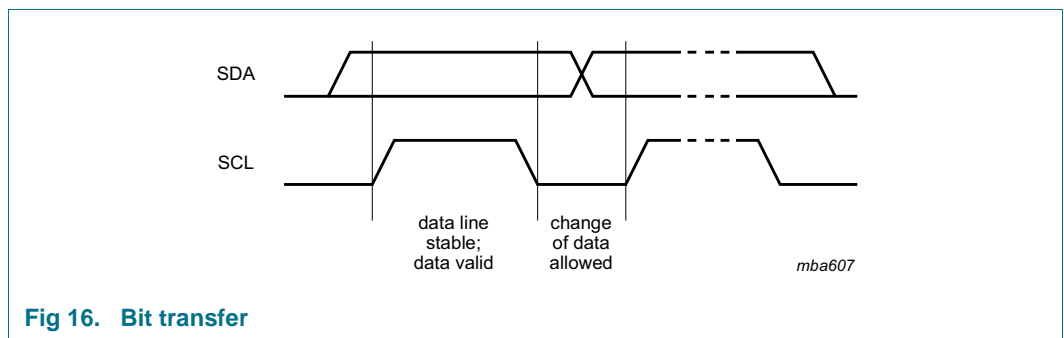 SDA
SCL
data line
stable;
data valid
change
of data
allowed
mba607
Fig 16. Bit transfer